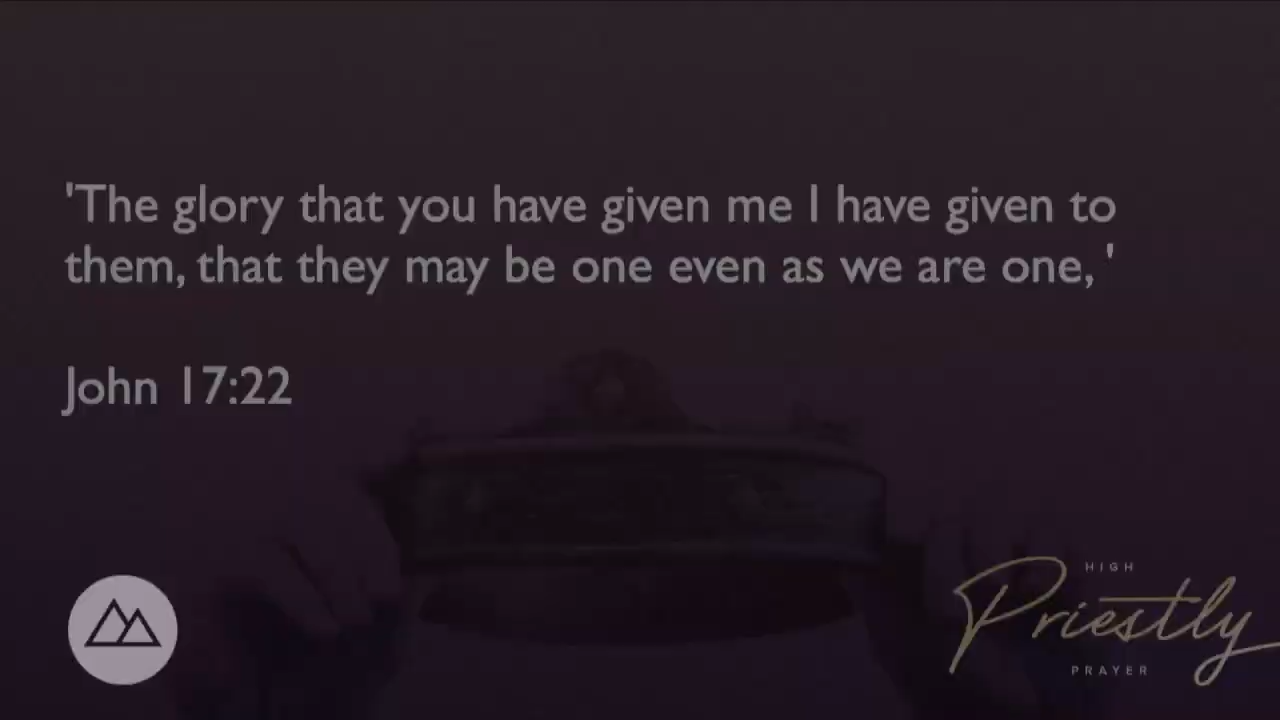 'The glory that you have given me I have given to
them, that they may be one even as we are one, '
John 17:22
HIGH
Priestly
PRAYER